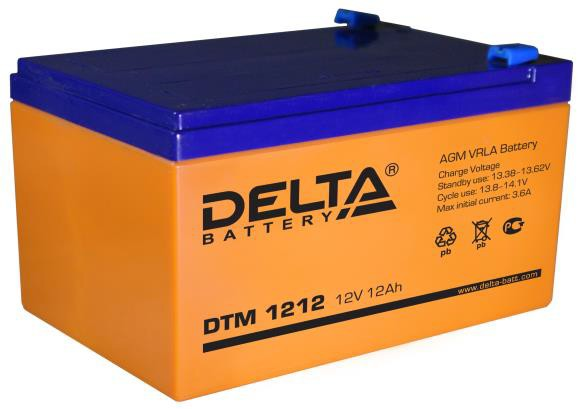 DELTA®
BATTERY
DTM 1212 12V 12Ah
AGM VRLA Battery
Charge Voltage
Standby use: 13.38-13.62V
Cycle use: 13.8-14.1V
Max initial current: 3.6A
pb pb
www.delta-batt.com